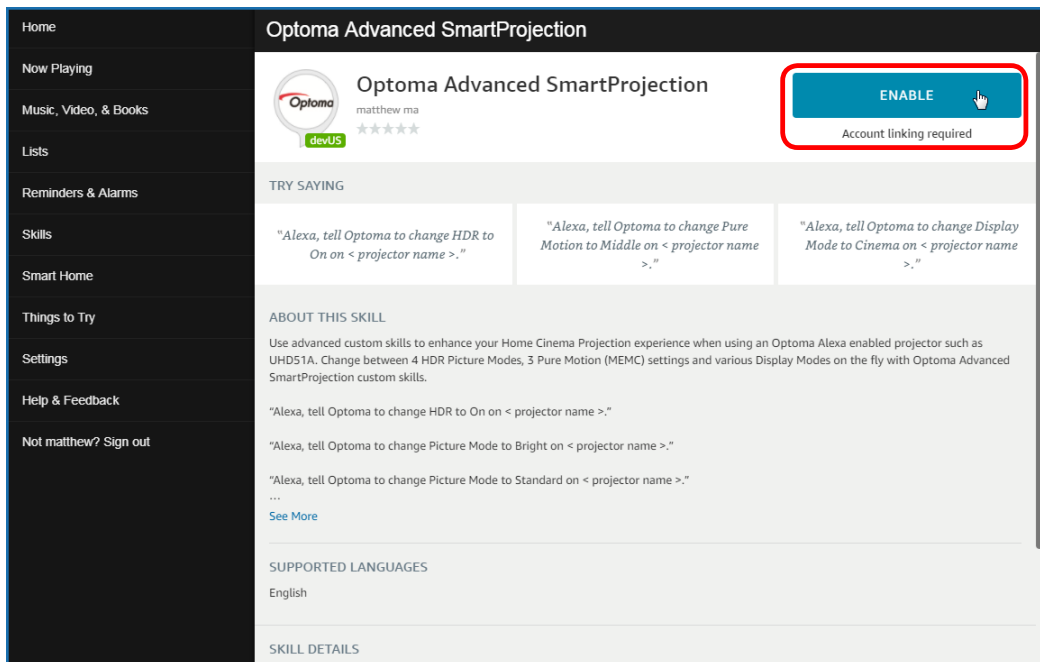 Home
Now Playing
Music, Video, & Books
Lists
Reminders & Alarms
Skills
Smart Home
Things to Try
Settings
Help & Feedback
Not matthew? Sign out
Optoma Advanced SmartProjection
Optoma
devUS
Optoma Advanced SmartProjection
matthew ma
ENABLE
Account linking required
TRY SAYING
"Alexa, tell Optoma to change HDR to
On on < projector name >."
"Alexa, tell Optoma to change Pure
Motion to Middle on < projector name
>."
"Alexa, tell Optoma to change Display
Mode to Cinema on < projector name
>."
ABOUT THIS SKILL
Use advanced custom skills to enhance your Home Cinema Projection experience when using an Optoma Alexa enabled projector such as
UHD51A. Change between 4 HDR Picture Modes, 3 Pure Motion (MEMC) settings and various Display Modes on the fly with Optoma Advanced
SmartProjection custom skills.
“Alexa, tell Optoma to change HDR to On on < projector name >.”
“Alexa, tell Optoma to change Picture Mode to Bright on < projector name >.”
“Alexa, tell Optoma to change Picture Mode to Standard on < projector name >.”
...
See More
SUPPORTED LANGUAGES
English
SKILL DETAILS